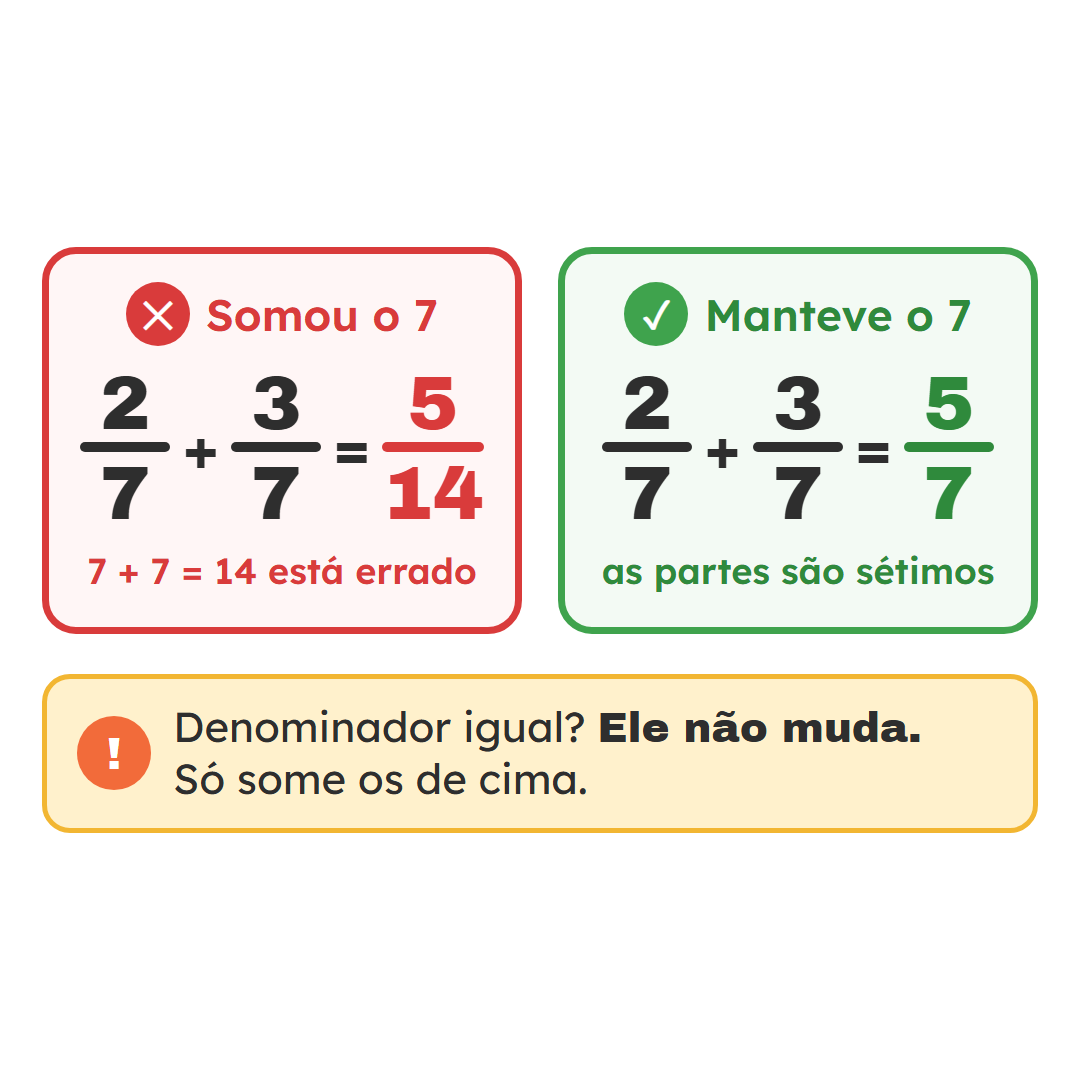 ✕ Somou o 7
2/7 + 3/7 = 5/14
7 + 7 = 14 está errado
✓ Manteve o 7
2/7 + 3/7 = 5/7
as partes são sétimos
! Denominador igual? Ele não muda.
Só some os de cima.